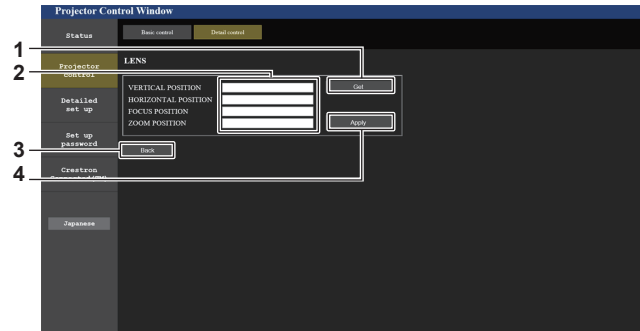 Projector Control Window
Status
Basic control
Detail control
1
LENS
2
Projector
control
VERTICAL POSITION
Get
HORIZONTAL POSITION
FOCUS POSITION
ZOOM POSITION
Apply
Detailed
set up
Set up
password
3
Back
4
Crestron
Japanese